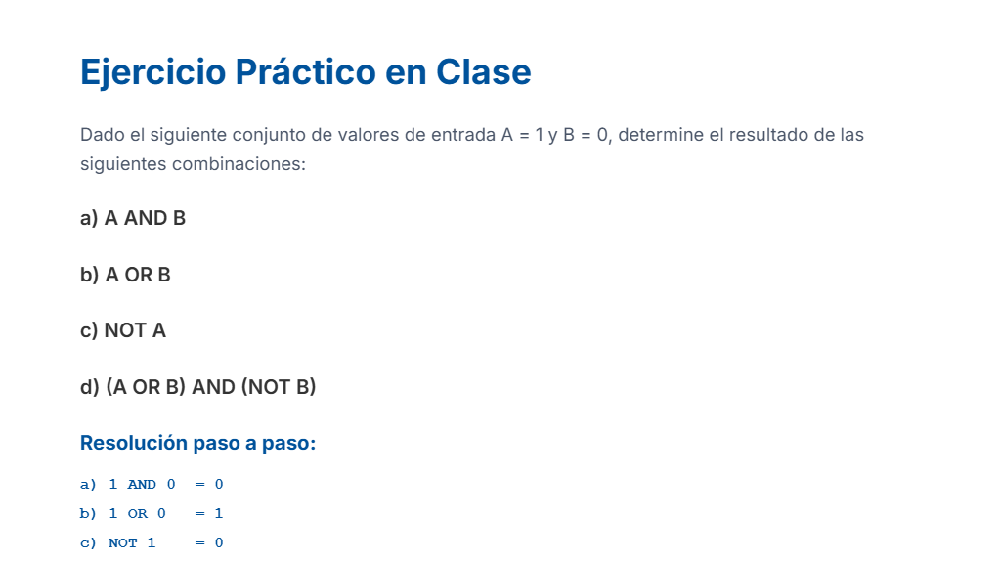 Ejercicio Práctico en Clase
Dado el siguiente conjunto de valores de entrada A = 1 y B = 0, determine el resultado de las
siguientes combinaciones:
a) A AND B
b) A OR B
c) NOT A
d) (A OR B) AND (NOT B)
Resolución paso a paso:
a) 1 AND 0  = 0
b) 1 OR 0   = 1
c) NOT 1    = 0